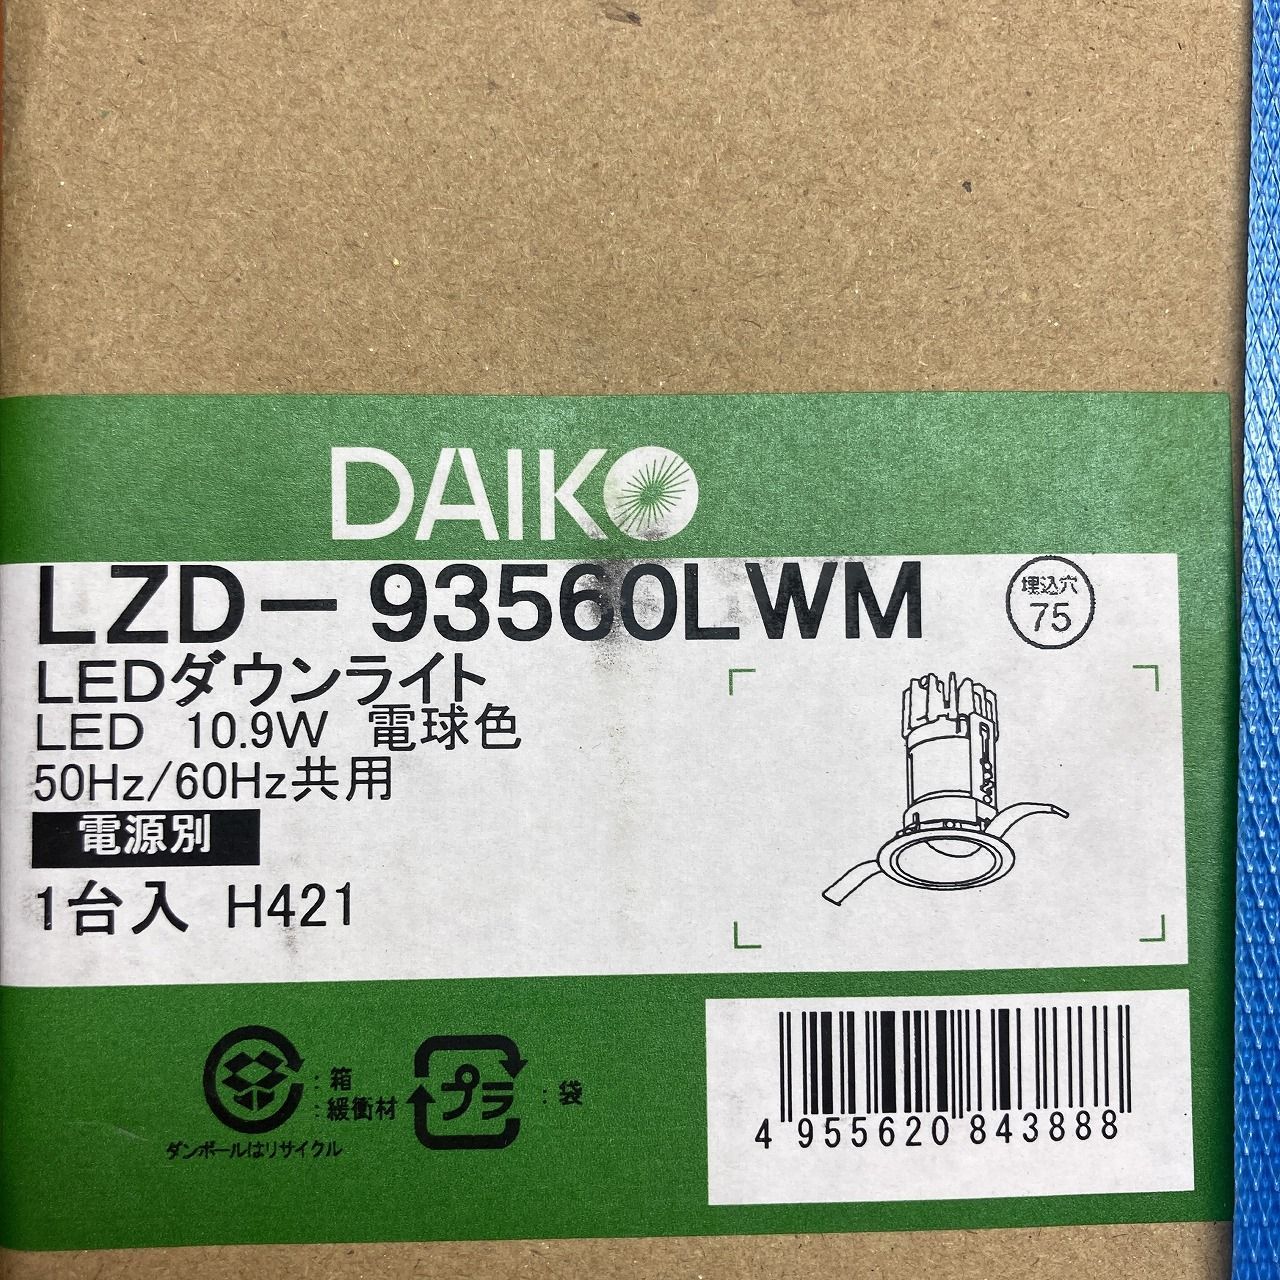 DAIKO
LZD-93560LWM
埋込穴
75
LEDダウンライト
LED 10.9W 電球色
50Hz/60Hz共用
電源別
1台入 H421
:箱
:緩衝材
プラ
:袋
ダンボールはリサイクル
4 955620 843888